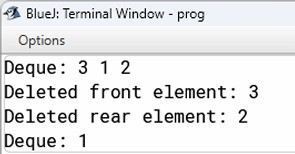 BlueJ: Terminal Window - prog
Options
Deque: 3 1 2
Deleted front element: 3
Deleted rear element: 2
Deque: 1